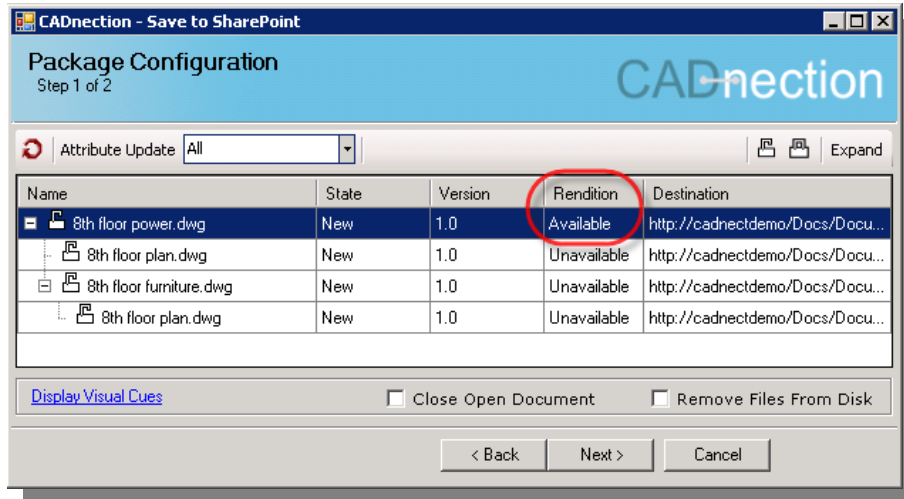 CADnection - Save to SharePoint
Package Configuration
Step 1 of 2
CADnection
Attribute Update All Expand
Name State Version Rendition Destination
8th floor power.dwg New 1.0 Available http://cadnectdemo/Docs/Docu...
8th floor plan.dwg New 1.0 Unavailable http://cadnectdemo/Docs/Docu...
8th floor furniture.dwg New 1.0 Unavailable http://cadnectdemo/Docs/Docu...
8th floor plan.dwg New 1.0 Unavailable http://cadnectdemo/Docs/Docu...
Display Visual Cues Close Open Document Remove Files From Disk
< Back Next > Cancel